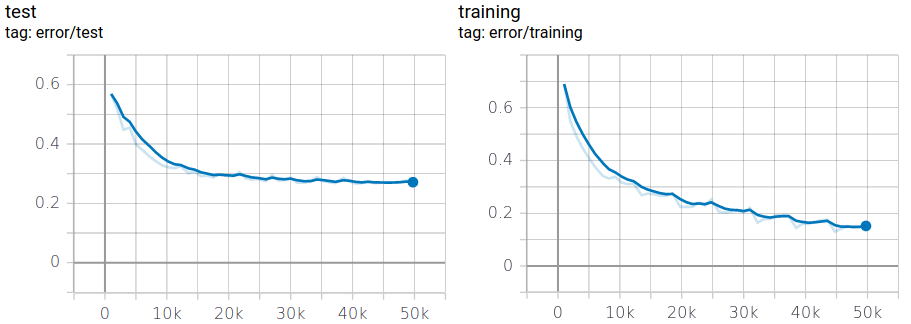 test
tag: error/test
0.6
0.4
0.2
0
0 10k 20k 30k 40k 50k
training
tag: error/training
0.6
0.4
0.2
0
0 10k 20k 30k 40k 50k